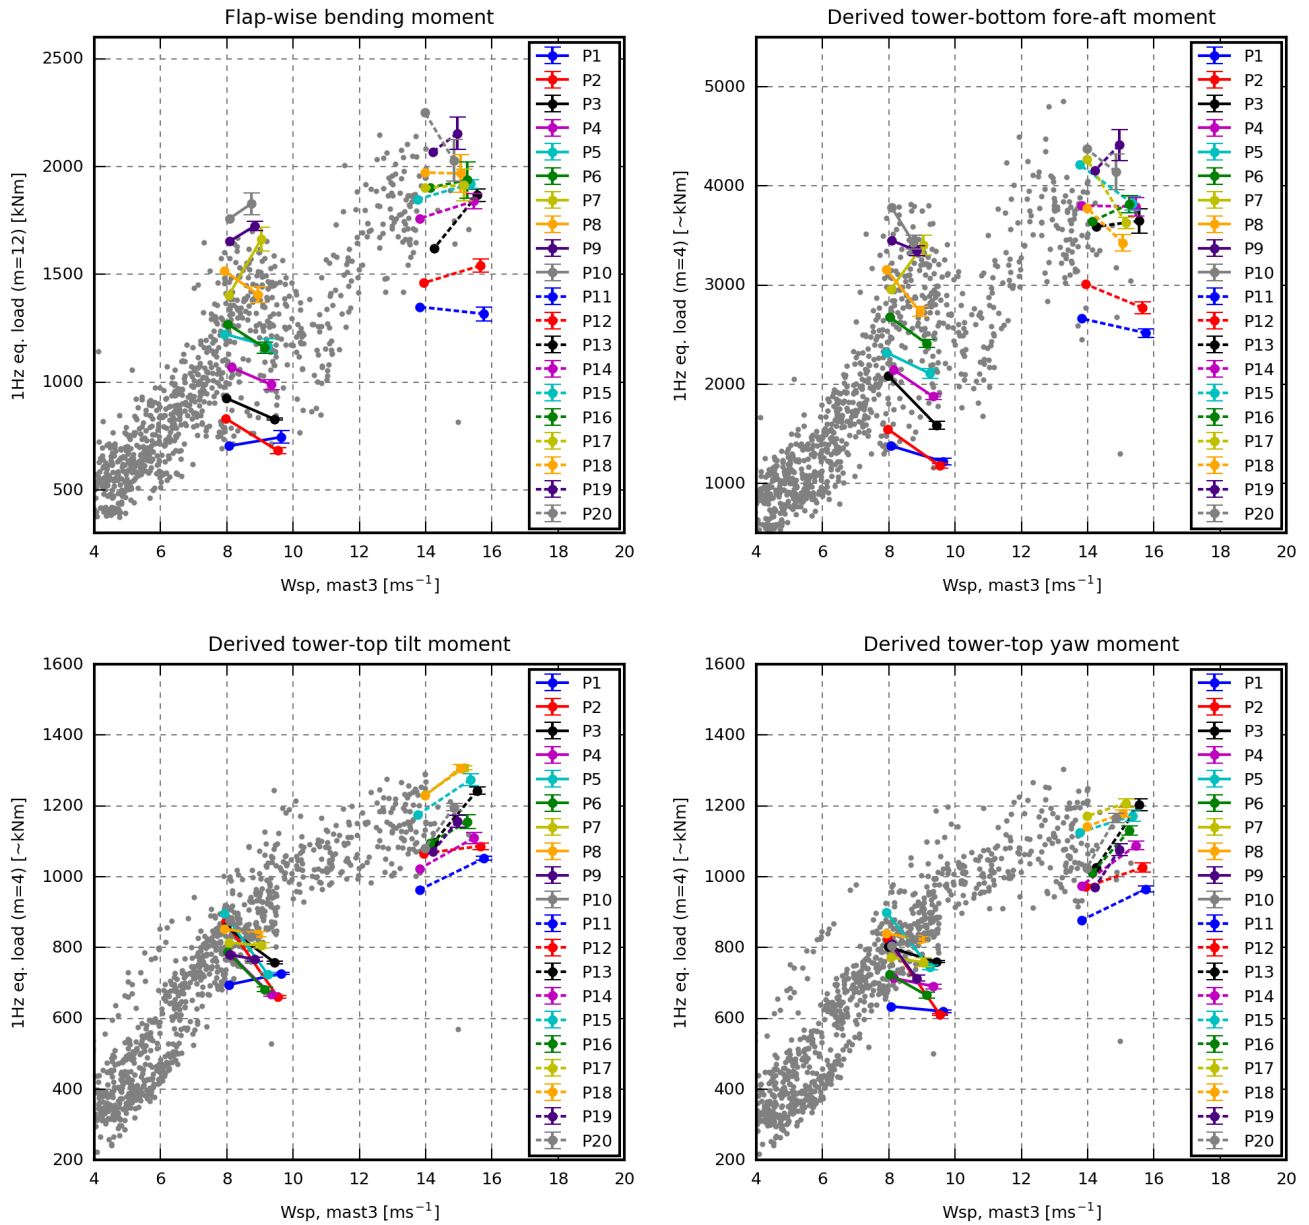 Flap-wise bending moment
1Hz eq. load (m=12) [kNm]
2500
2000
1500
1000
500
4 6 8 10 12 14 16 18 20
Wsp, mast3 [ms⁻¹]
P1
P2
P3
P4
P5
P6
P7
P8
P9
P10
P11
P12
P13
P14
P15
P16
P17
P18
P19
P20
Derived tower-bottom fore-aft moment
1Hz eq. load (m=4) [~kNm]
5000
4000
3000
2000
1000
4 6 8 10 12 14 16 18 20
Wsp, mast3 [ms⁻¹]
P1
P2
P3
P4
P5
P6
P7
P8
P9
P10
P11
P12
P13
P14
P15
P16
P17
P18
P19
P20
Derived tower-top tilt moment
1Hz eq. load (m=4) [~kNm]
1600
1400
1200
1000
800
600
400
200
4 6 8 10 12 14 16 18 20
Wsp, mast3 [ms⁻¹]
P1
P2
P3
P4
P5
P6
P7
P8
P9
P10
P11
P12
P13
P14
P15
P16
P17
P18
P19
P20
Derived tower-top yaw moment
1Hz eq. load (m=4) [~kNm]
1600
1400
1200
1000
800
600
400
200
4 6 8 10 12 14 16 18 20
Wsp, mast3 [ms⁻¹]
P1
P2
P3
P4
P5
P6
P7
P8
P9
P10
P11
P12
P13
P14
P15
P16
P17
P18
P19
P20